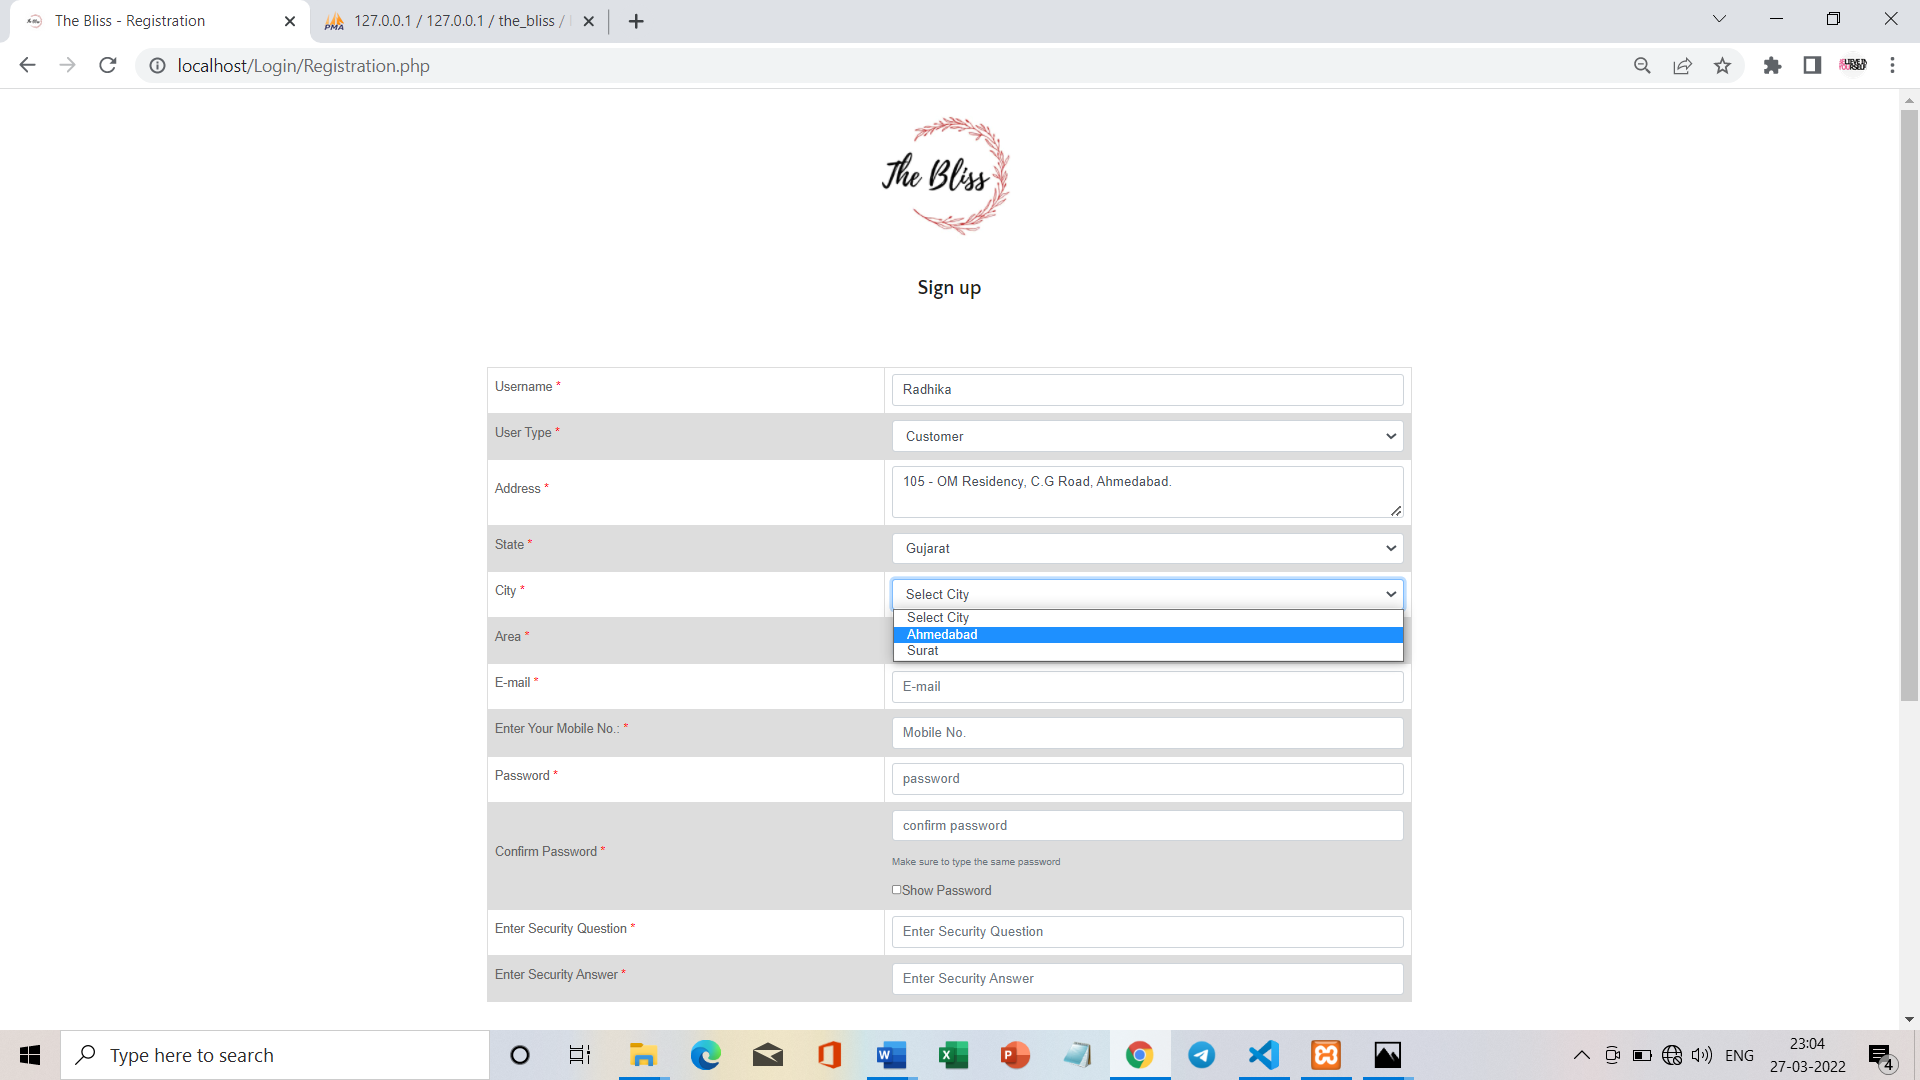 The Bliss - Registration
127.0.0.1 / 127.0.0.1 / the_bliss /
localhost/Login/Registration.php
The Bliss
Sign up
Username * Radhika
User Type * Customer
Address * 105 - OM Residency, C.G Road, Ahmedabad.
State * Gujarat
City * Select City
Select City
Ahmedabad
Area *
Surat
E-mail * E-mail
Enter Your Mobile No.: * Mobile No.
Password * password
confirm password
Confirm Password *
Make sure to type the same password
Show Password
Enter Security Question * Enter Security Question
Enter Security Answer * Enter Security Answer
Type here to search
ENG
23:04
27-03-2022
4